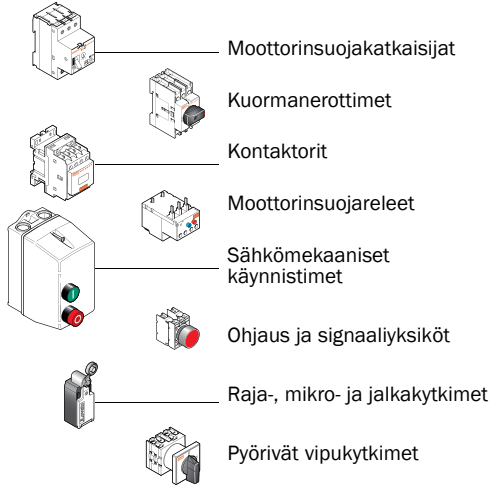 Moottorinsuojakatkaisijat
Kuormanerottimet
Kontaktorit
Moottorinsuojareleet
Sähkömekaaniset
käynnistimet
Ohjaus ja signaaliyksiköt
Raja-, mikro- ja jalkakytkimet
Pyörivät vipukytkimet